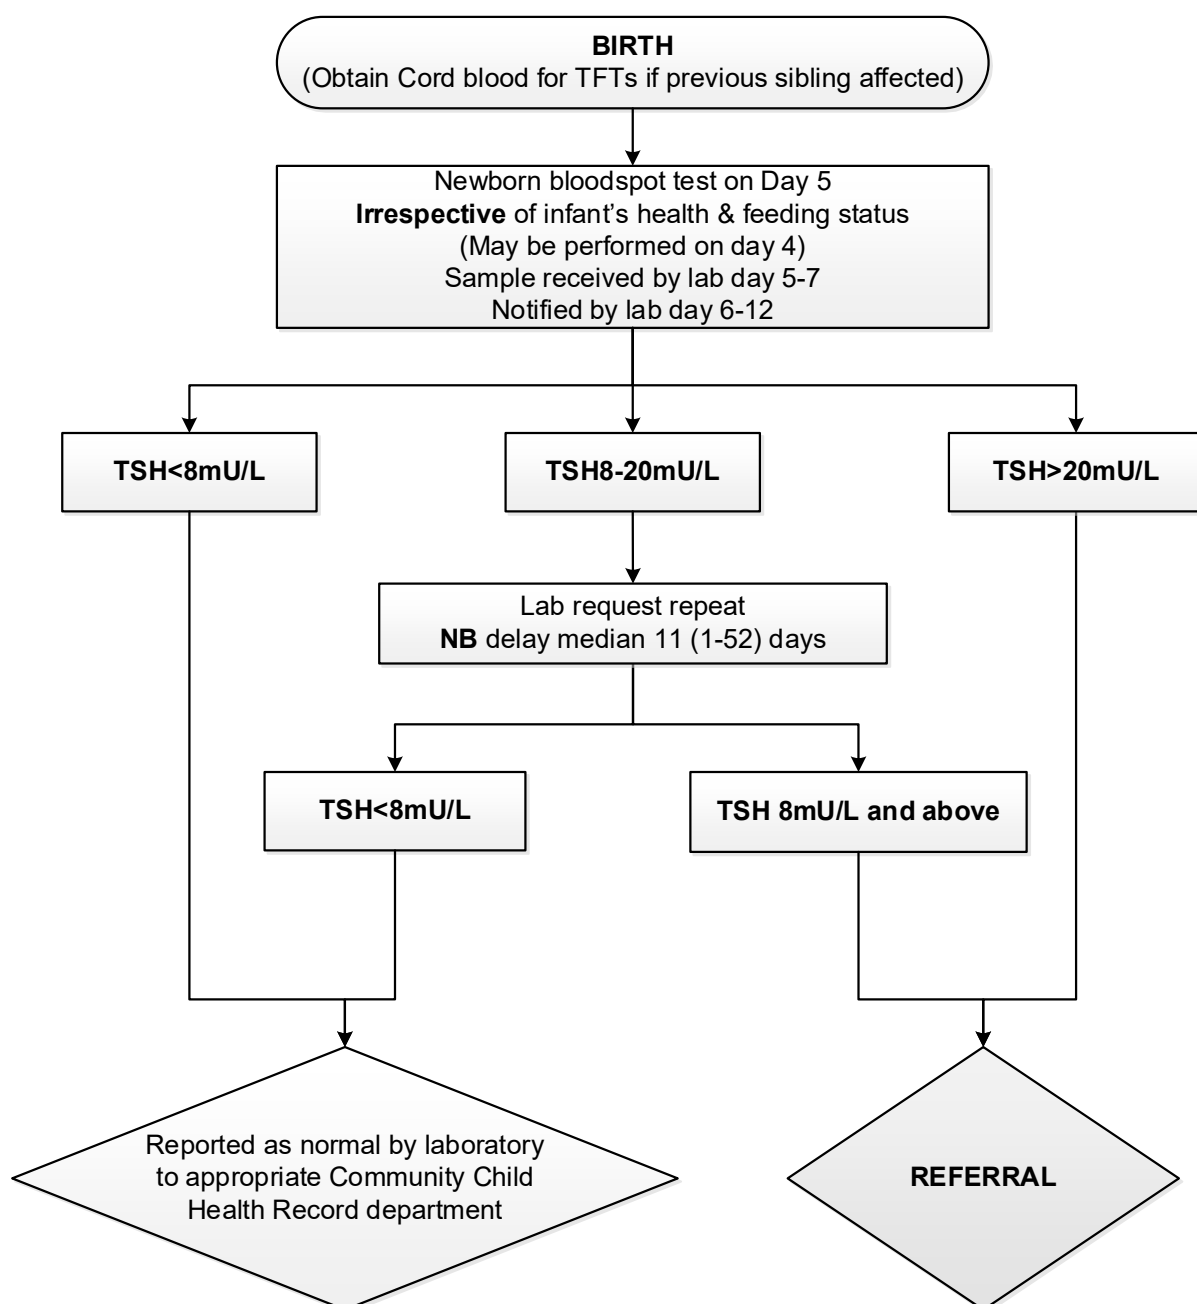 BIRTH
(Obtain Cord blood for TFTs if previous sibling affected)
Newborn bloodspot test on Day 5
Irrespective of infant's health & feeding status
(May be performed on day 4)
Sample received by lab day 5-7
Notified by lab day 6-12
TSH<8mU/L
TSH8-20mU/L
TSH>20mU/L
Lab request repeat
NB delay median 11 (1-52) days
TSH<8mU/L
TSH 8mU/L and above
Reported as normal by laboratory
to appropriate Community Child
Health Record department
REFERRAL